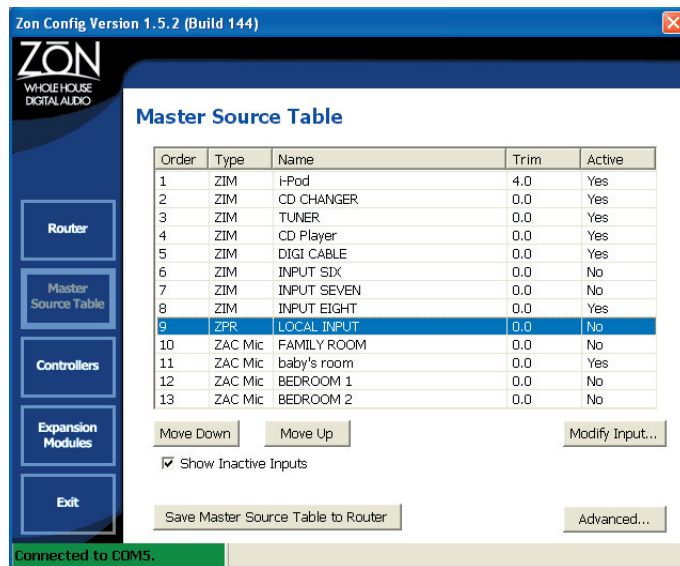 Zon Config Version 1.5.2 (Build 144)
ZŌN
WHOLE HOUSE
DIGITAL AUDIO
Master Source Table
Order Type Name Trim Active
1 ZIM i-Pod 4.0 Yes
2 ZIM CD CHANGER 0.0 Yes
3 ZIM TUNER 0.0 Yes
4 ZIM CD Player 0.0 Yes
5 ZIM DIGI CABLE 0.0 Yes
6 ZIM INPUT SIX 0.0 No
7 ZIM INPUT SEVEN 0.0 No
8 ZIM INPUT EIGHT 0.0 Yes
9 ZPR LOCAL INPUT 0.0 No
10 ZAC Mic FAMILY ROOM 0.0 No
11 ZAC Mic baby's room 0.0 Yes
12 ZAC Mic BEDROOM 1 0.0 No
13 ZAC Mic BEDROOM 2 0.0 No
Router
Master
Source Table
Controllers
Expansion
Modules
Exit
Move Down Move Up Modify Input...
Show Inactive Inputs
Save Master Source Table to Router Advanced...
Connected to COM5.